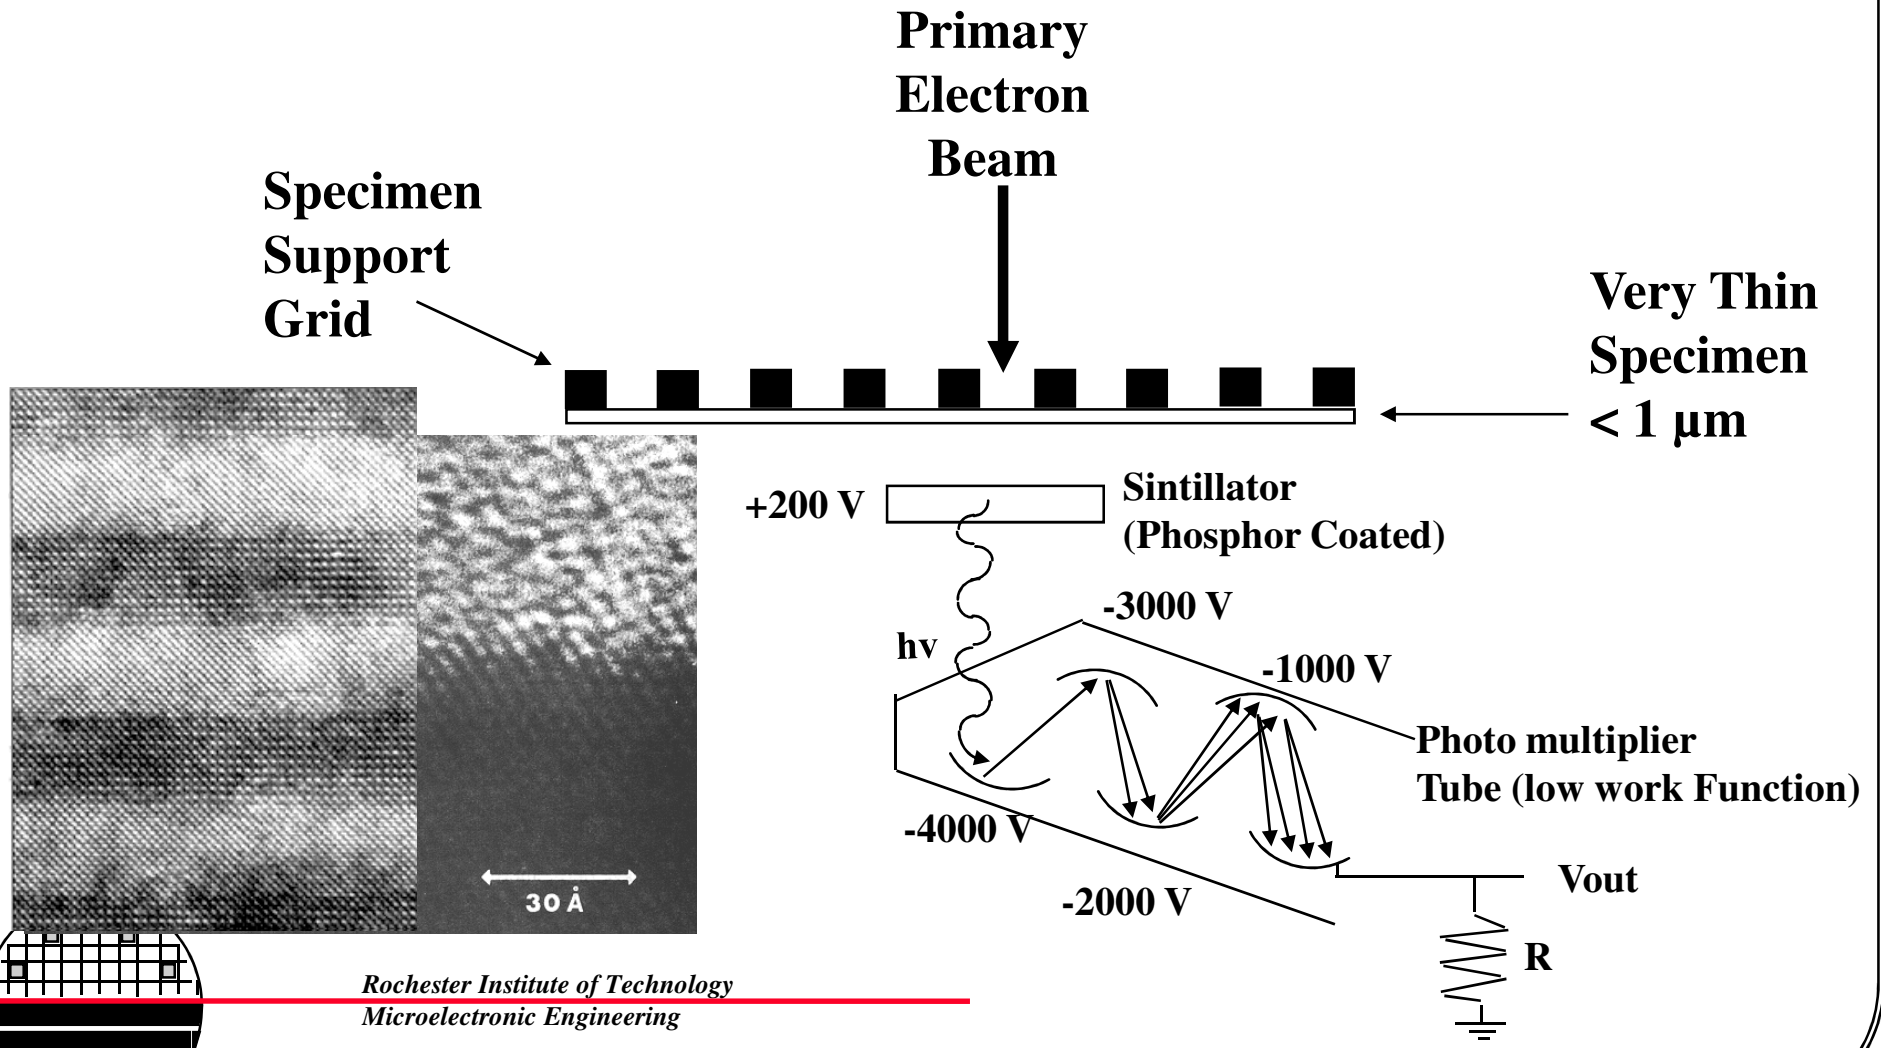 Primary
Electron
Beam
Specimen
Support
Grid
Very Thin
Specimen
< 1 µm
+200 V
Sintillator
(Phosphor Coated)
-3000 V
hν
-1000 V
Photo multiplier
Tube (low work Function)
-4000 V
-2000 V
Vout
30 Å
R
Rochester Institute of Technology
Microelectronic Engineering